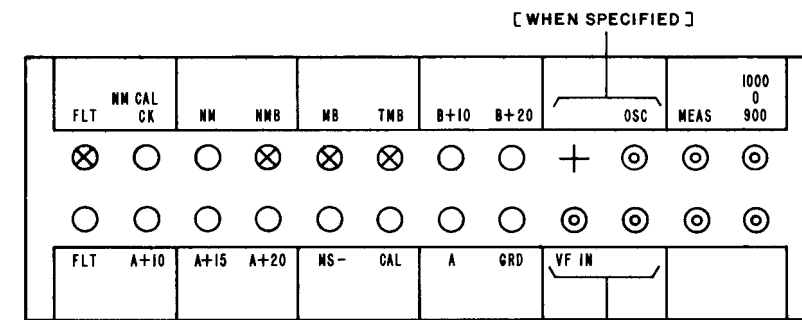 [WHEN SPECIFIED]
FLT NM CAL CK NM NMB MB TMB B+10 B+20 OSC MEAS 1000 0 900
FLT A+10 A+15 A+20 MS- CAL A GRD VF IN